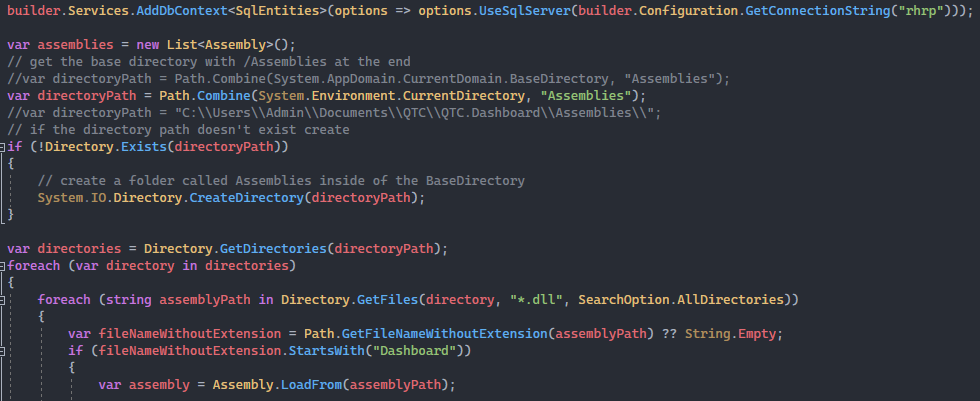 builder.Services.AddDbContext<SqlEntities>(options => options.UseSqlServer(builder.Configuration.GetConnectionString("rhrp")));

var assemblies = new List<Assembly>();
// get the base directory with /Assemblies at the end
//var directoryPath = Path.Combine(System.AppDomain.CurrentDomain.BaseDirectory, "Assemblies");
var directoryPath = Path.Combine(System.Environment.CurrentDirectory, "Assemblies");
//var directoryPath = "C:\\Users\\Admin\\Documents\\QTC\\QTC.Dashboard\\Assemblies\\";
// if the directory path doesn't exist create
if (!Directory.Exists(directoryPath))
{
    // create a folder called Assemblies inside of the BaseDirectory
    System.IO.Directory.CreateDirectory(directoryPath);
}

var directories = Directory.GetDirectories(directoryPath);
foreach (var directory in directories)
{
    foreach (string assemblyPath in Directory.GetFiles(directory, "*.dll", SearchOption.AllDirectories))
    {
        var fileNameWithoutExtension = Path.GetFileNameWithoutExtension(assemblyPath) ?? String.Empty;
        if (fileNameWithoutExtension.StartsWith("Dashboard"))
        {
            var assembly = Assembly.LoadFrom(assemblyPath);